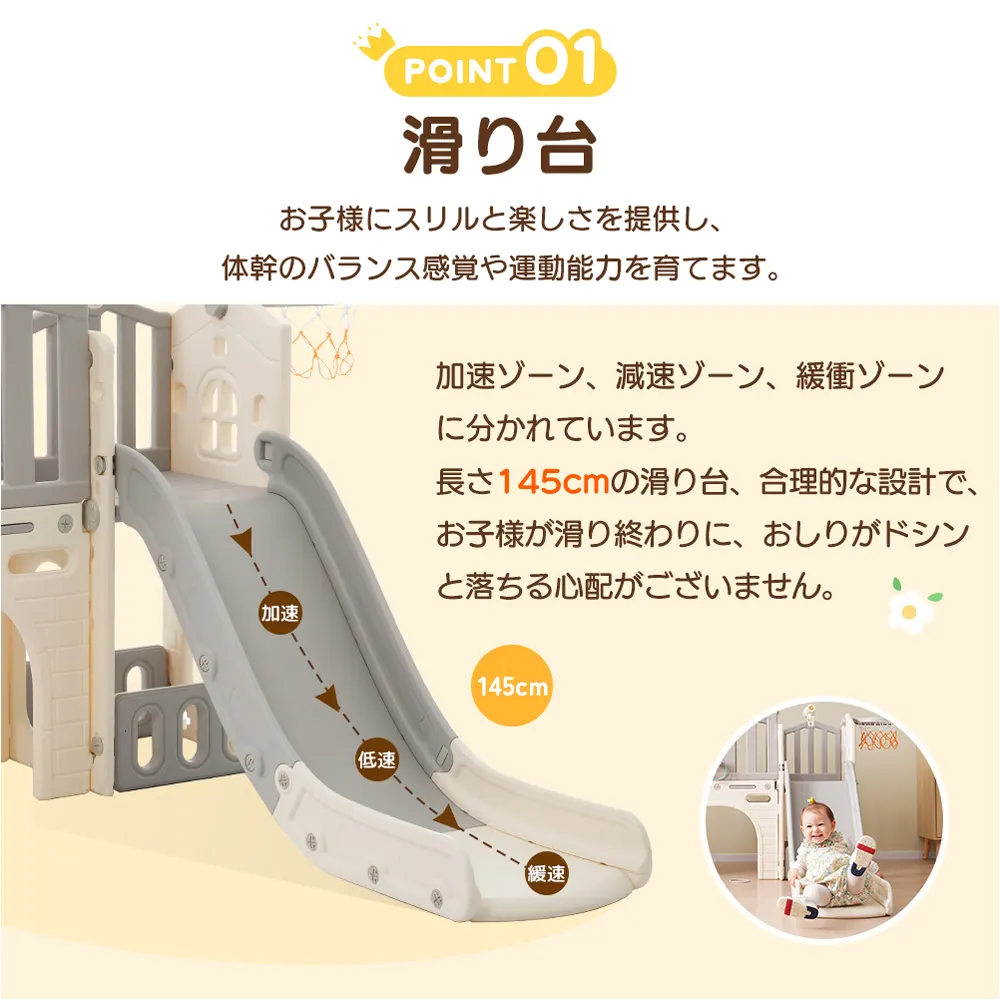 POINT 01
滑り台
お子様にスリルと楽しさを提供し、
体幹のバランス感覚や運動能力を育てます。
加速ゾーン、減速ゾーン、緩衝ゾーン
に分かれています。
長さ145cmの滑り台、合理的な設計で、
お子様が滑り終わりに、おしりがドシン
と落ちる心配がございません。
加速
145cm
低速
緩速